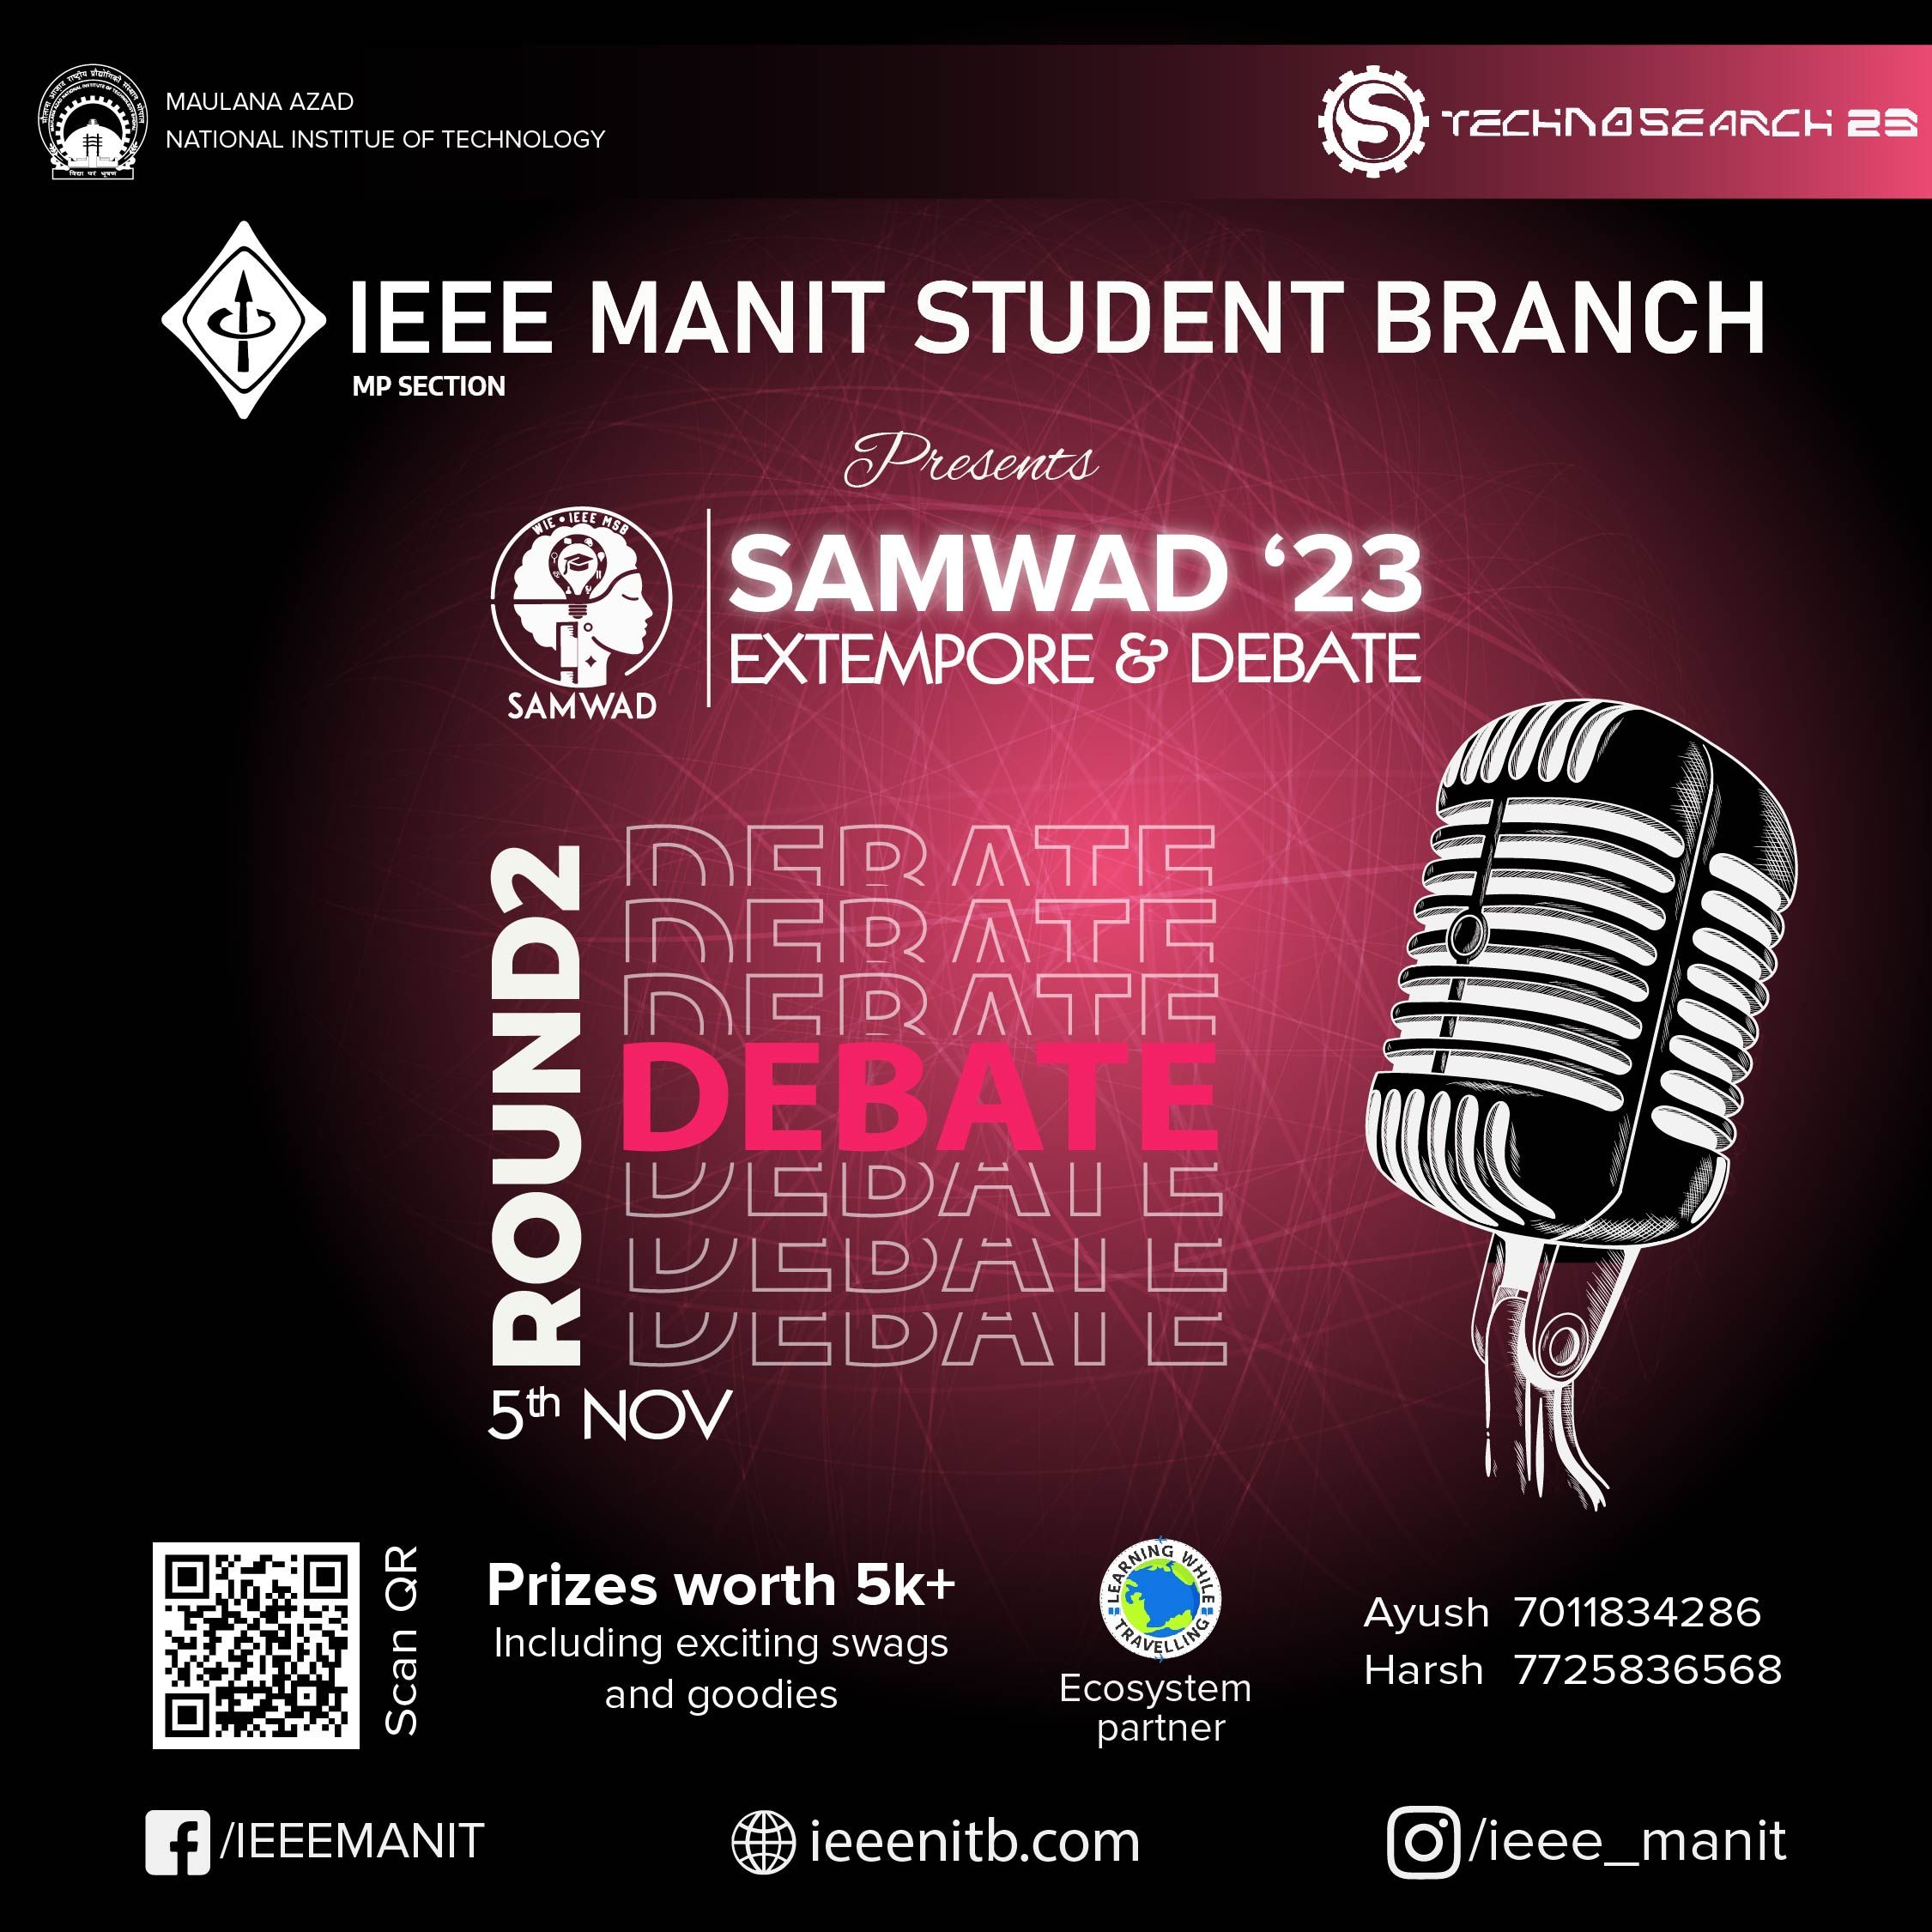 MAULANA AZAD
NATIONAL INSTITUE OF TECHNOLOGY
TECHNOSEARCH 23
IEEE MANIT STUDENT BRANCH
MP SECTION
Presents
WIE • IEEE MSB
SAMWAD
SAMWAD ‘23
EXTEMPORE & DEBATE
ROUND2
DEBATE
DEBATE
DEBATE
DEBATE
DEBATE
DEBATE
DEBATE
5th NOV
Scan QR
Prizes worth 5k+
Including exciting swags
and goodies
LEARNING WHILE
TRAVELLING
Ecosystem
partner
Ayush 7011834286
Harsh 7725836568
/IEEEMANIT
ieeenitb.com
/ieee_manit